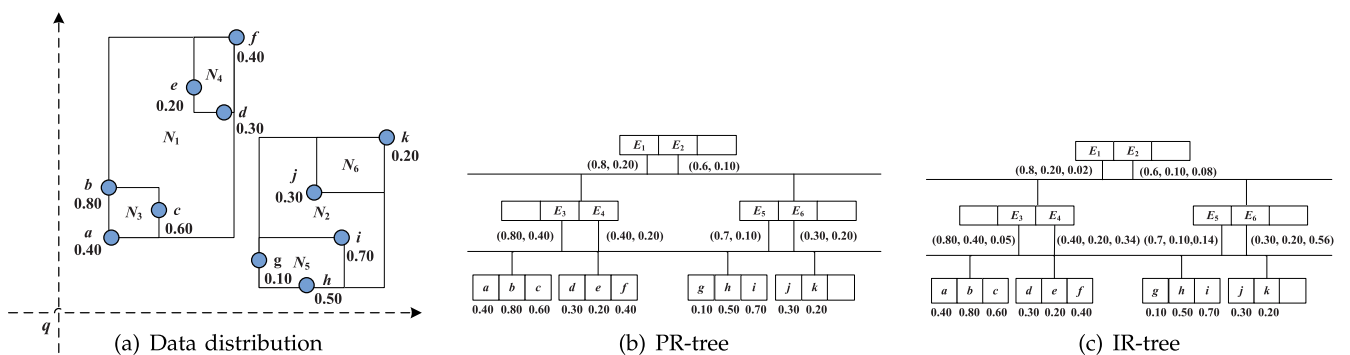 f
0.40
N4
e
0.20
d
0.30
N1
k
0.20
N6
j
0.30
N2
b
0.80
N3
c
0.60
a
0.40
i
0.70
g
N5
0.10
h
0.50
q
(a) Data distribution
E1 E2
(0.8, 0.20) (0.6, 0.10)
E3 E4 E5 E6
(0.80, 0.40) (0.40, 0.20) (0.7, 0.10) (0.30, 0.20)
a b c d e f g h i j k
0.40 0.80 0.60 0.30 0.20 0.40 0.10 0.50 0.70 0.30 0.20
(b) PR-tree
E1 E2
(0.8, 0.20, 0.02) (0.6, 0.10, 0.08)
E3 E4 E5 E6
(0.80, 0.40, 0.05) (0.40, 0.20, 0.34) (0.7, 0.10,0.14) (0.30, 0.20, 0.56)
a b c d e f g h i j k
0.40 0.80 0.60 0.30 0.20 0.40 0.10 0.50 0.70 0.30 0.20
(c) IR-tree